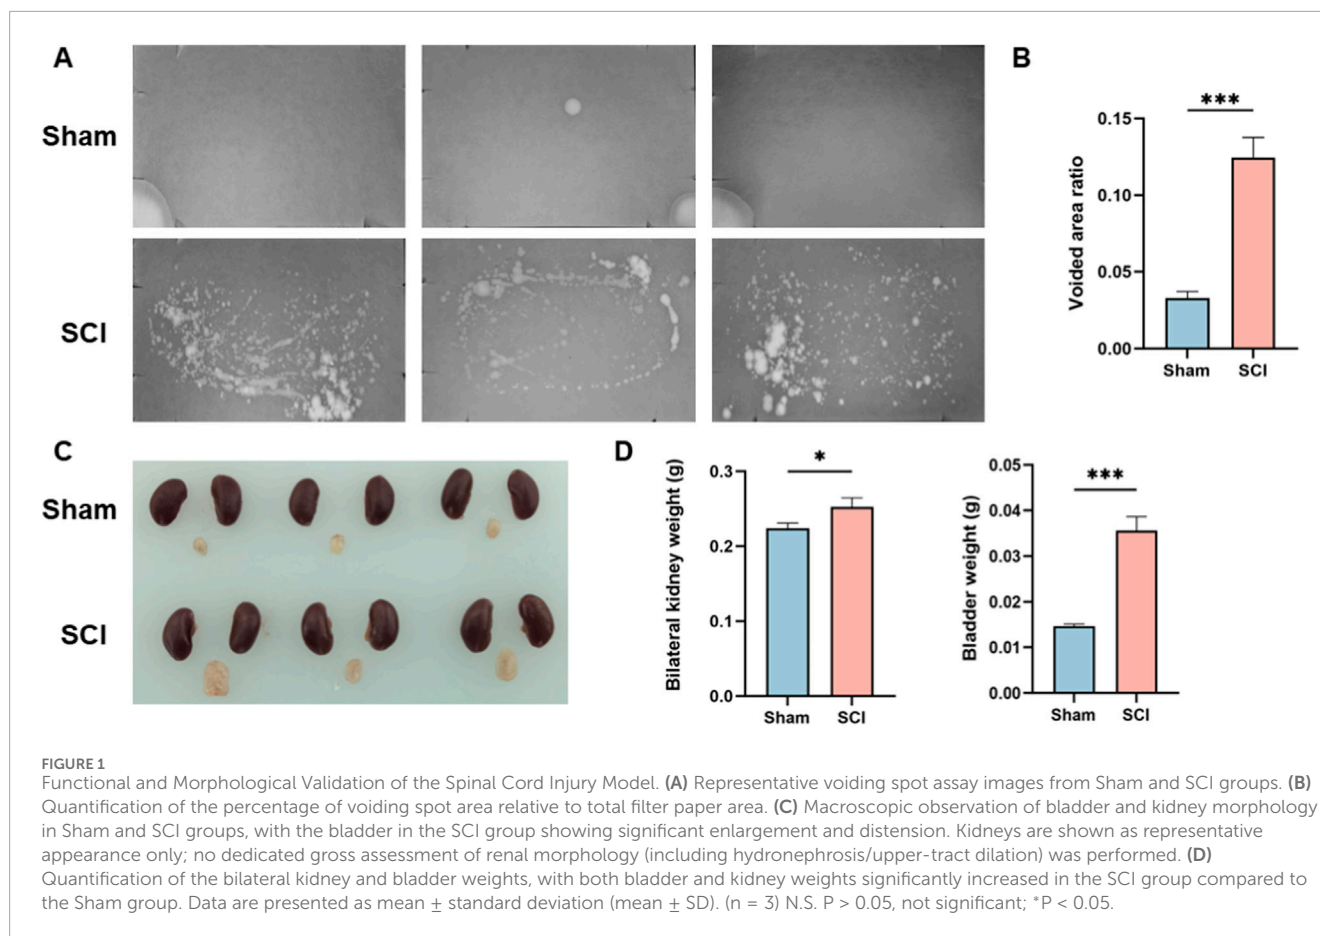 A
B
Sham
SCI
Voided area ratio
***
0.15
0.10
0.05
0.00
Sham
SCI
C
D
Sham
SCI
Bilateral kidney weight (g)
*
0.3
0.2
0.1
0.0
Sham
SCI
Bladder weight (g)
***
0.05
0.04
0.03
0.02
0.01
0.00
Sham
SCI
FIGURE 1
Functional and Morphological Validation of the Spinal Cord Injury Model. (A) Representative voiding spot assay images from Sham and SCI groups. (B)
Quantification of the percentage of voiding spot area relative to total filter paper area. (C) Macroscopic observation of bladder and kidney morphology
in Sham and SCI groups, with the bladder in the SCI group showing significant enlargement and distension. Kidneys are shown as representative
appearance only; no dedicated gross assessment of renal morphology (including hydronephrosis/upper-tract dilation) was performed. (D)
Quantification of the bilateral kidney and bladder weights, with both bladder and kidney weights significantly increased in the SCI group compared to
the Sham group. Data are presented as mean ± standard deviation (mean ± SD). (n = 3) N.S. P > 0.05, not significant; *P < 0.05.